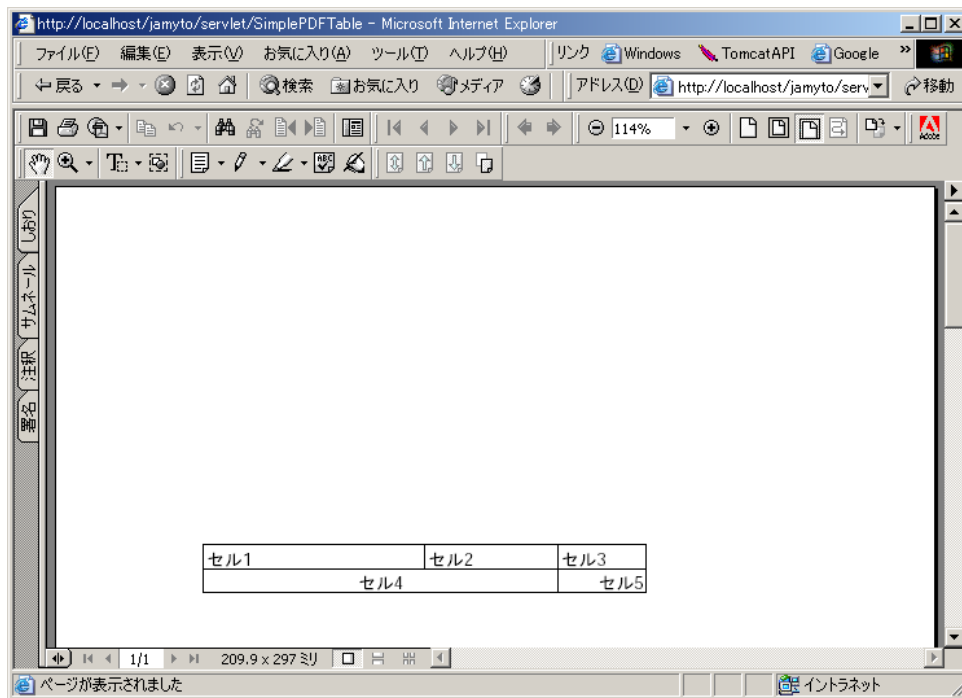 http://localhost/jamyto/servlet/SimplePDFTable - Microsoft Internet Explorer
ファイル(F) 編集(E) 表示(V) お気に入り(A) ツール(T) ヘルプ(H) リンク Windows TomcatAPI Google »
戻る 検索 お気に入り メディア アドレス(D) http://localhost/jamyto/serv 移動
114% Adobe
ABC
しおり
サムネール
注釈
署名
セル1 セル2 セル3
セル4 セル5
1/1 209.9 x 297 ミリ
ページが表示されました イントラネット